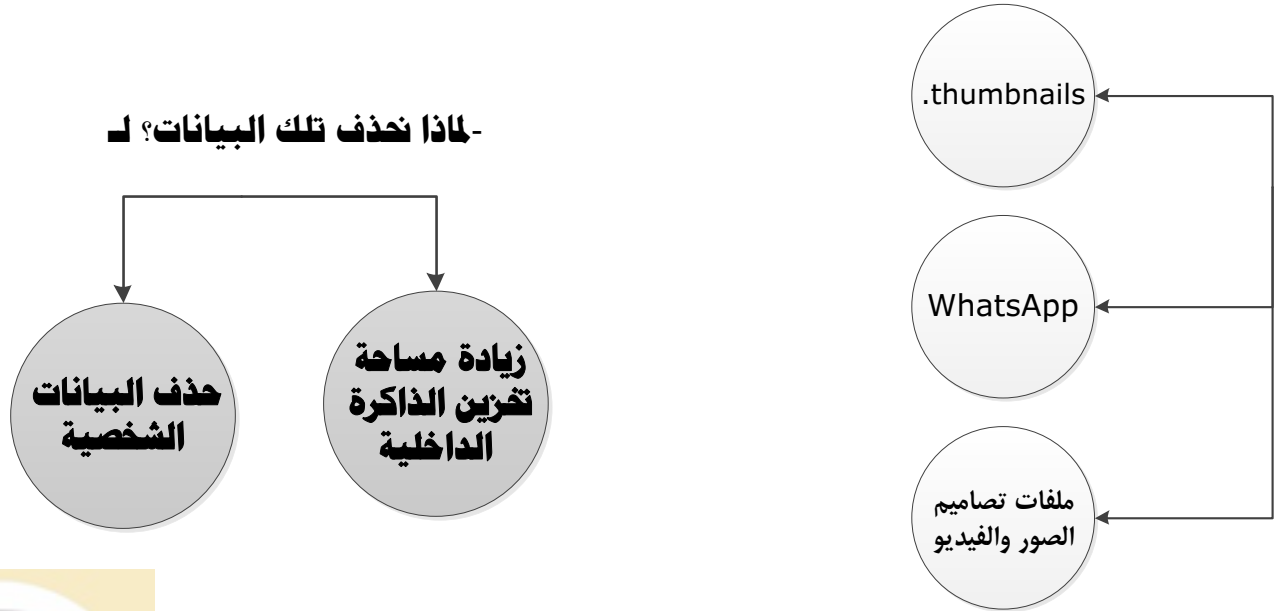 .thumbnails
WhatsApp
ملفات تصاميم
الصور والفيديو
-لماذا نحذف تلك البيانات؟ لـ
زيادة مساحة
تخزين الذاكرة
الداخلية
حذف البيانات
الشخصية